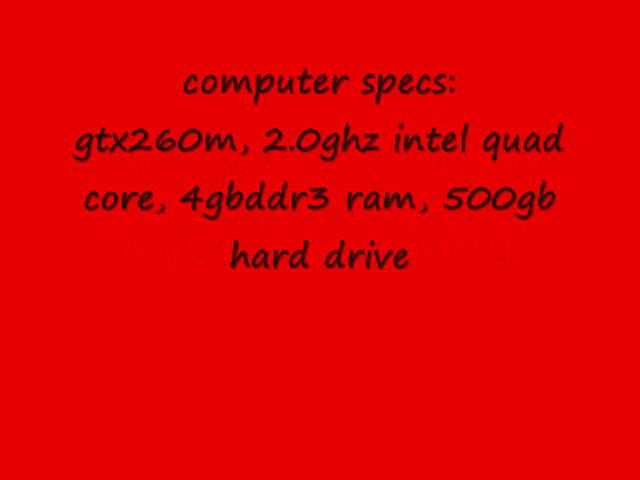 computer specs:
gtx260m, 2.0ghz intel quad
core, 4gbddr3 ram, 500gb
hard drive